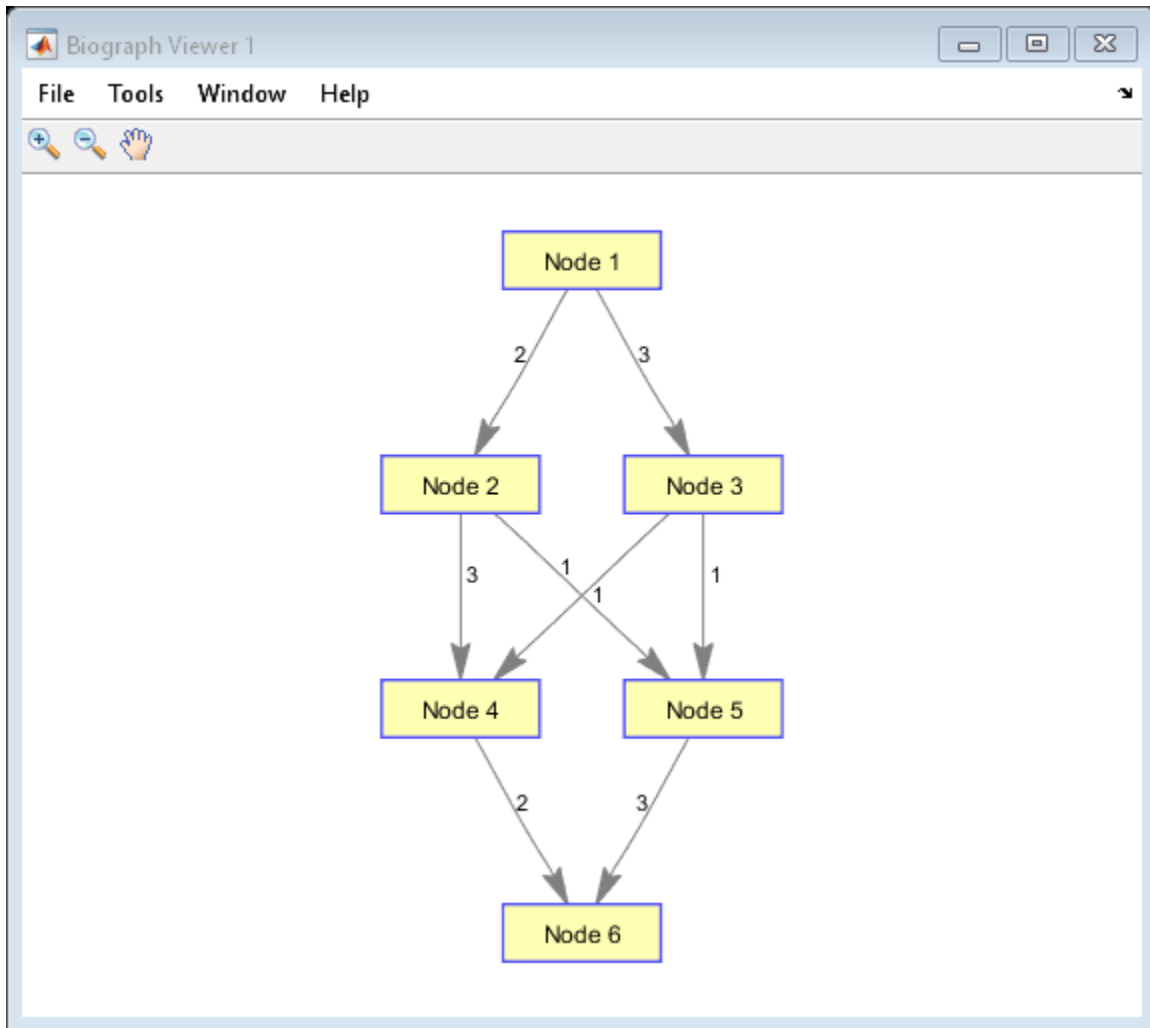 Biograph Viewer 1
File Tools Window Help
Node 1
2 3
Node 2 Node 3
3 1 1
1
Node 4 Node 5
2 3
Node 6